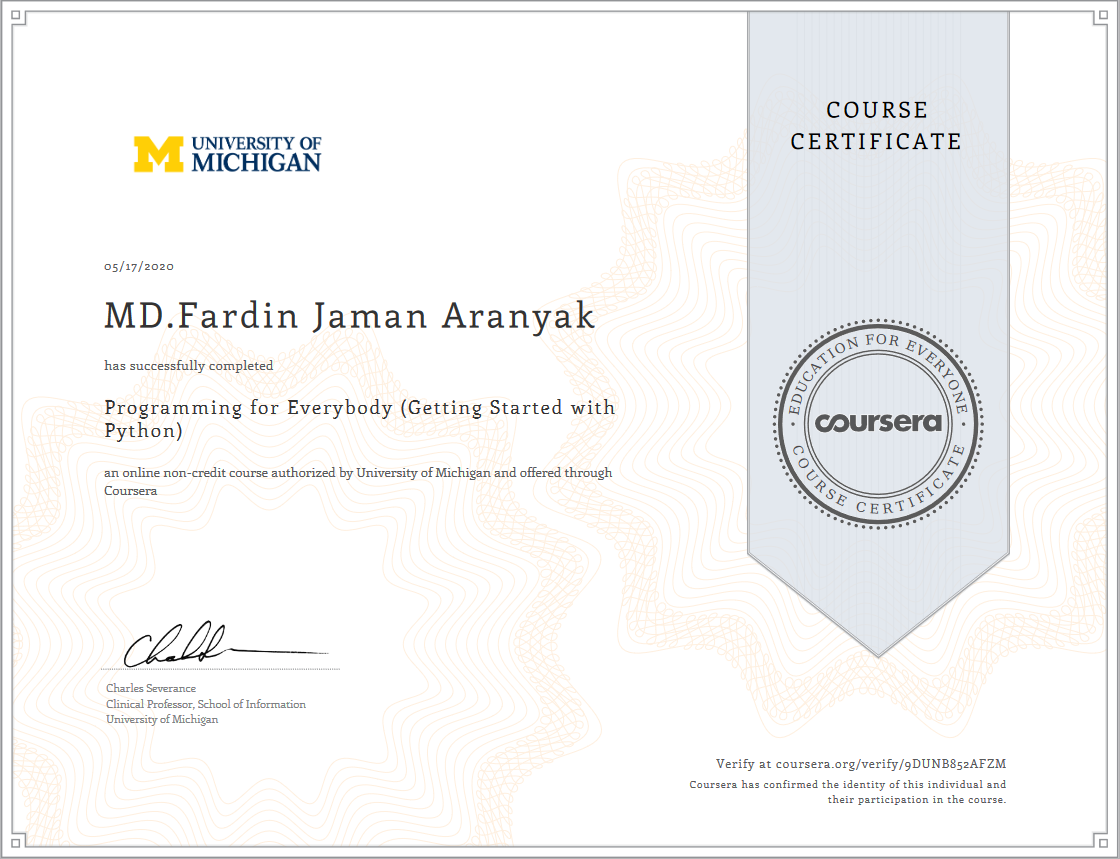 UNIVERSITY OF
MICHIGAN
COURSE
CERTIFICATE
05/17/2020
MD.Fardin Jaman Aranyak
has successfully completed
Programming for Everybody (Getting Started with
Python)
an online non-credit course authorized by University of Michigan and offered through
Coursera
EDUCATION FOR EVERYONE
coursera
COURSE CERTIFICATE
Charles Severance
Clinical Professor, School of Information
University of Michigan
Verify at coursera.org/verify/9DUNB852AFZM
Coursera has confirmed the identity of this individual and
their participation in the course.